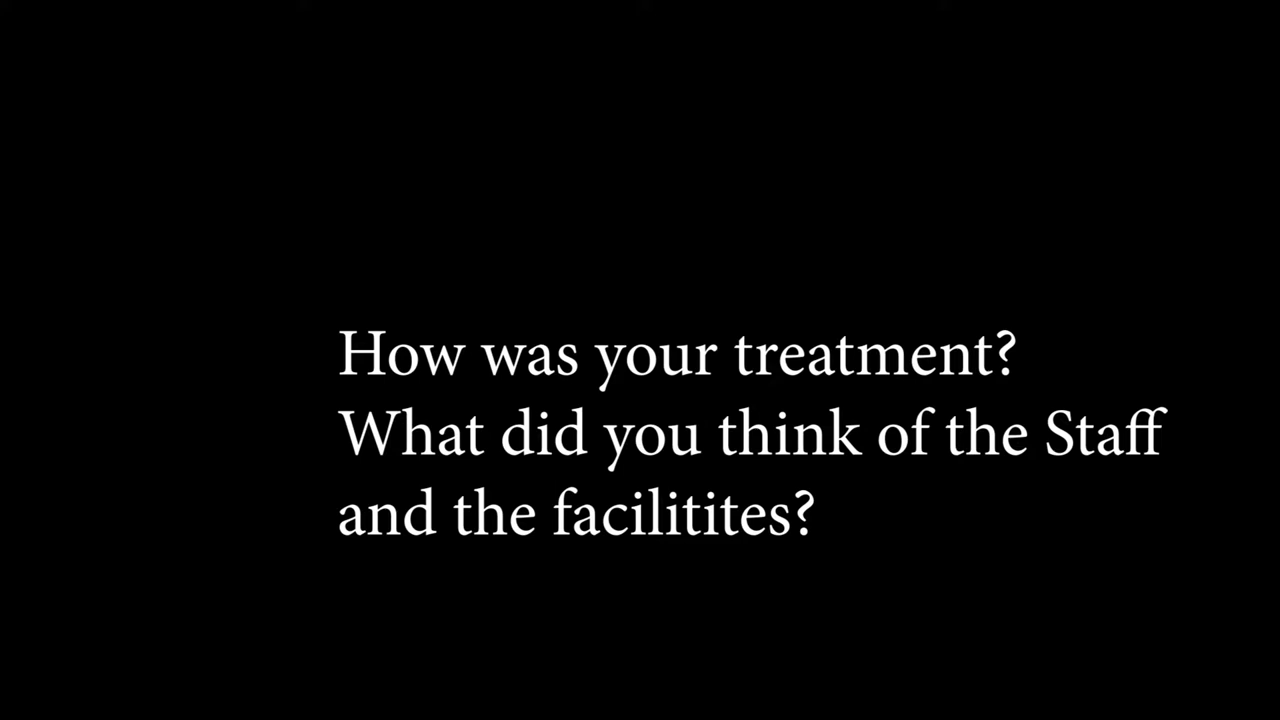 How was your treatment?
What did you think of the Staff
and the facilitites?